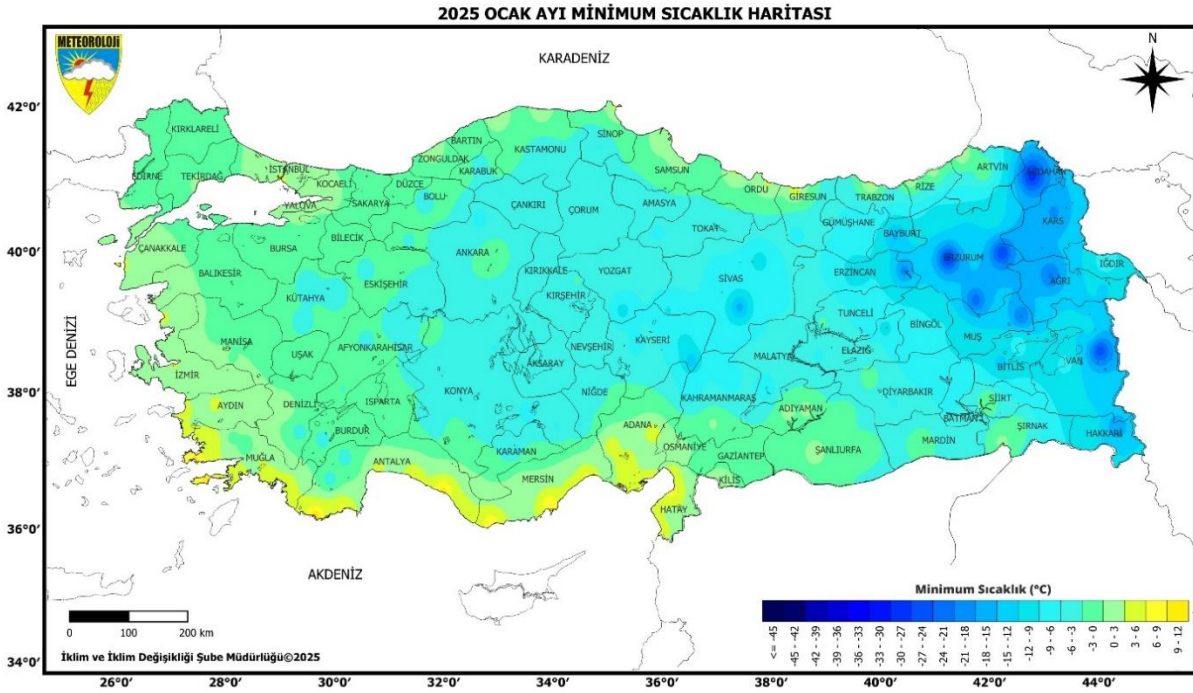 2025 OCAK AYI MİNİMUM SICAKLIK HARİTASI
METEOROLOJİ
KARADENİZ
N
42°0'
KIRKLARELİ
SİNOP
BARTIN
KASTAMONU
ZONGULDAK
EDİRNE
TEKİRDAĞ
İSTANBUL
KARABUK
SAMSUN
ARTVİN
ARDAHAN
KOCAELİ
DÜZCE
ORDU
GİRESUN
RİZE
YALOVA
SAKARYA
BOLU
ÇANKIRI
ÇORUM
AMASYA
TRABZON
KARS
TOKAT
GÜMÜŞHANE
BAYBURT
40°0'
ÇANAKKALE
BURSA
BİLECİK
ANKARA
ERZURUM
IĞDIR
BALIKESİR
ESKİŞEHİR
KIRIKKALE
YOZGAT
SİVAS
ERZİNCAN
AĞRI
KÜTAHYA
KIRŞEHİR
TUNCELİ
EGE DENİZİ
MANİSA
UŞAK
AFYONKARAHİSAR
NEVŞEHİR
KAYSERİ
BİNGÖL
MUŞ
AKSARAY
MALATYA
ELAZIĞ
VAN
BİTLİS
38°0'
İZMİR
AYDIN
DENİZLİ
ISPARTA
KONYA
NİĞDE
KAHRAMANMARAŞ
DİYARBAKIR
SİİRT
ADIYAMAN
BATMAN
BURDUR
ADANA
ŞIRNAK
MARDİN
HAKKARİ
MUĞLA
ANTALYA
KARAMAN
OSMANİYE
GAZİANTEP
ŞANLIURFA
MERSİN
KİLİS
HATAY
36°0'
AKDENİZ
Minimum Sıcaklık (°C)
<= -45
-45 - -42
-42 - -39
-39 - -36
-36 - -33
-33 - -30
-30 - -27
-27 - -24
-24 - -21
-21 - -18
-18 - -15
-15 - -12
-12 - -9
-9 - -6
-6 - -3
-3 - 0
0 - 3
3 - 6
6 - 9
9 - 12
0 100 200 km
İklim ve İklim Değişikliği Şube Müdürlüğü©2025
34°0'
26°0' 28°0' 30°0' 32°0' 34°0' 36°0' 38°0' 40°0' 42°0' 44°0'